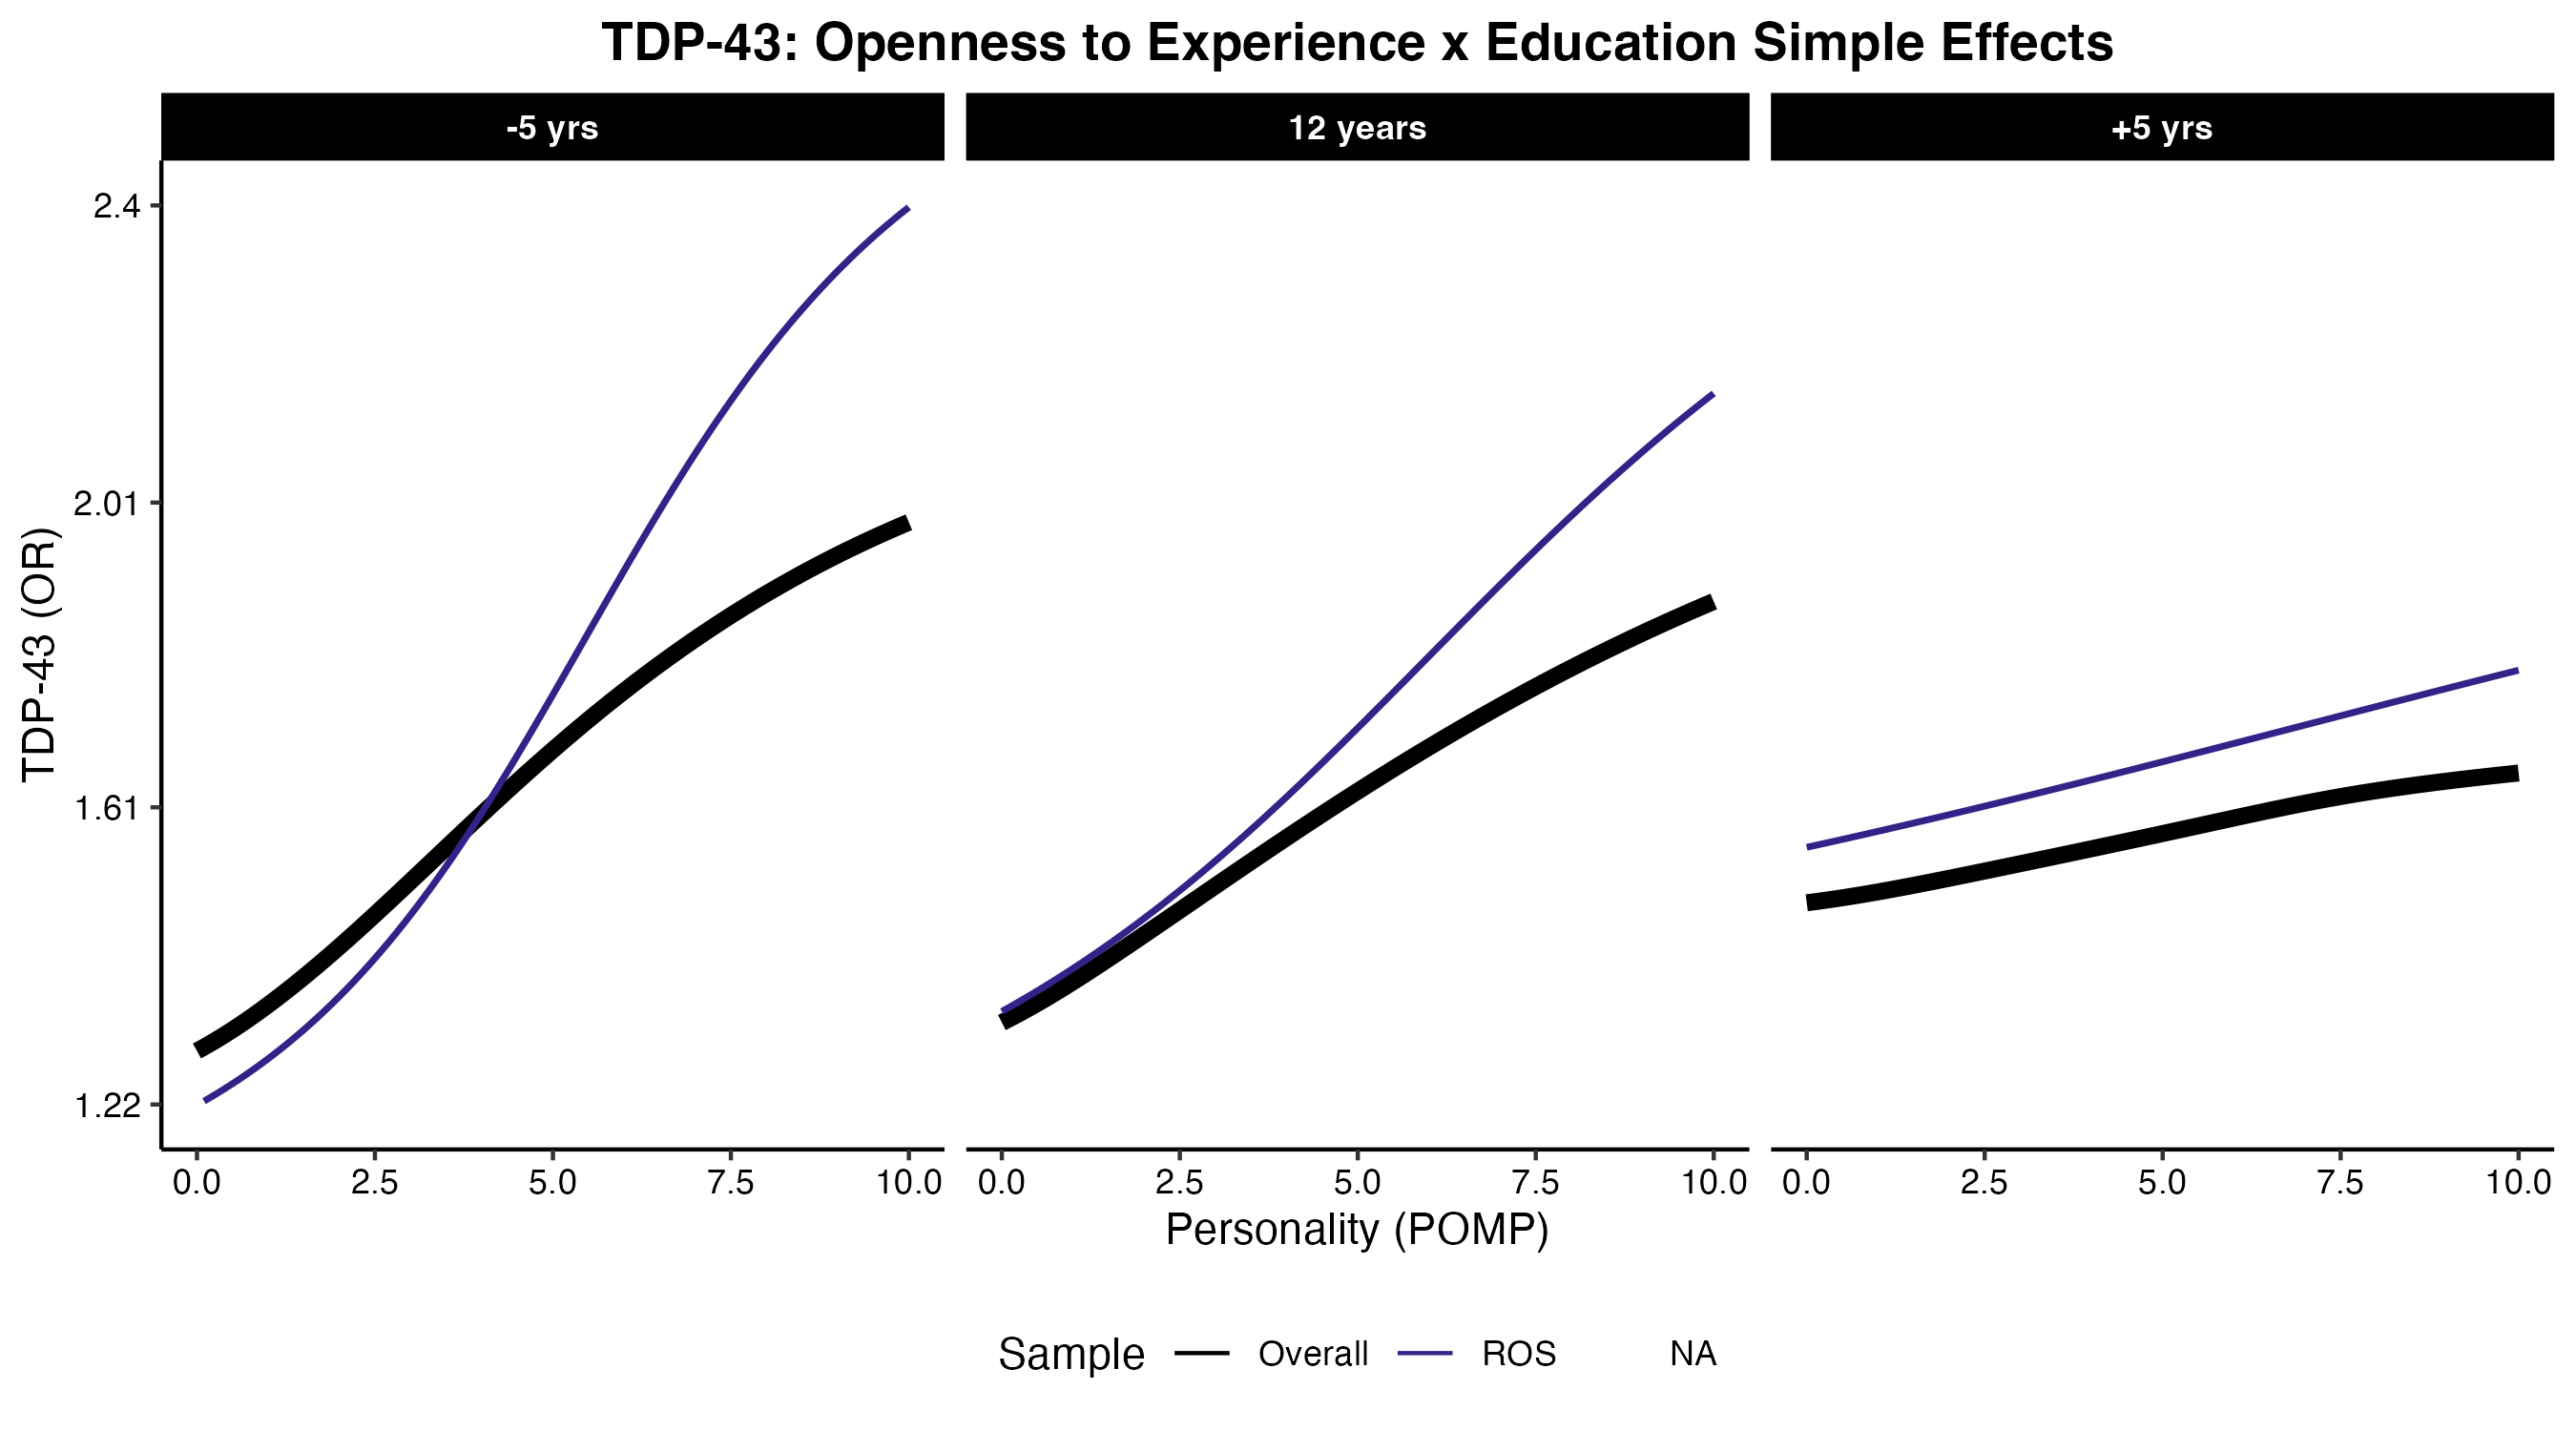 TDP-43: Openness to Experience x Education Simple Effects
-5 yrs 12 years +5 yrs
TDP-43 (OR)
2.4
2.01
1.61
1.22
0.0 2.5 5.0 7.5 10.0 0.0 2.5 5.0 7.5 10.0 0.0 2.5 5.0 7.5 10.0
Personality (POMP)
Sample Overall ROS NA